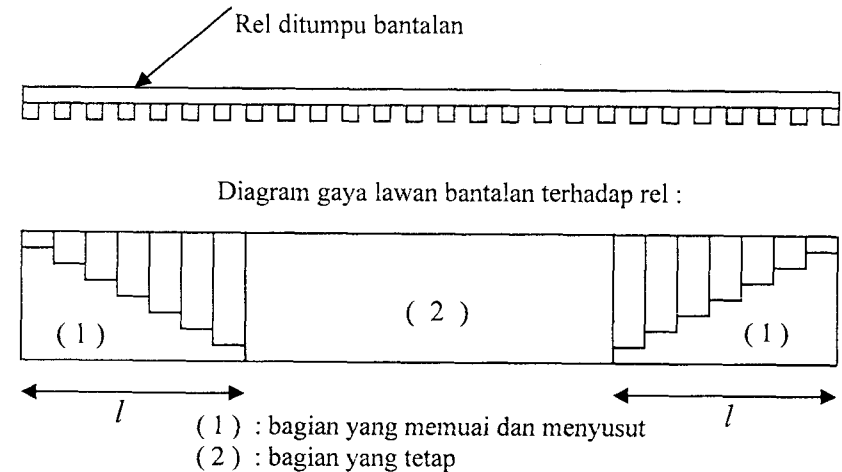 Rel ditumpu bantalan
Diagram gaya lawan bantalan terhadap rel :
( 1 )
( 2 )
( 1 )
l
l
( 1 ) : bagian yang memuai dan menyusut
( 2 ) : bagian yang tetap